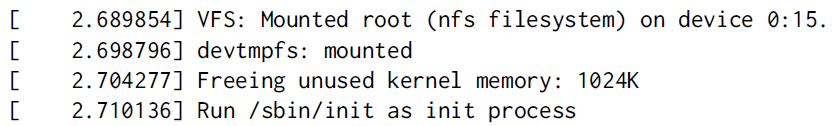 [    2.689854] VFS: Mounted root (nfs filesystem) on device 0:15.
[    2.698796] devtmpfs: mounted
[    2.704277] Freeing unused kernel memory: 1024K
[    2.710136] Run /sbin/init as init process